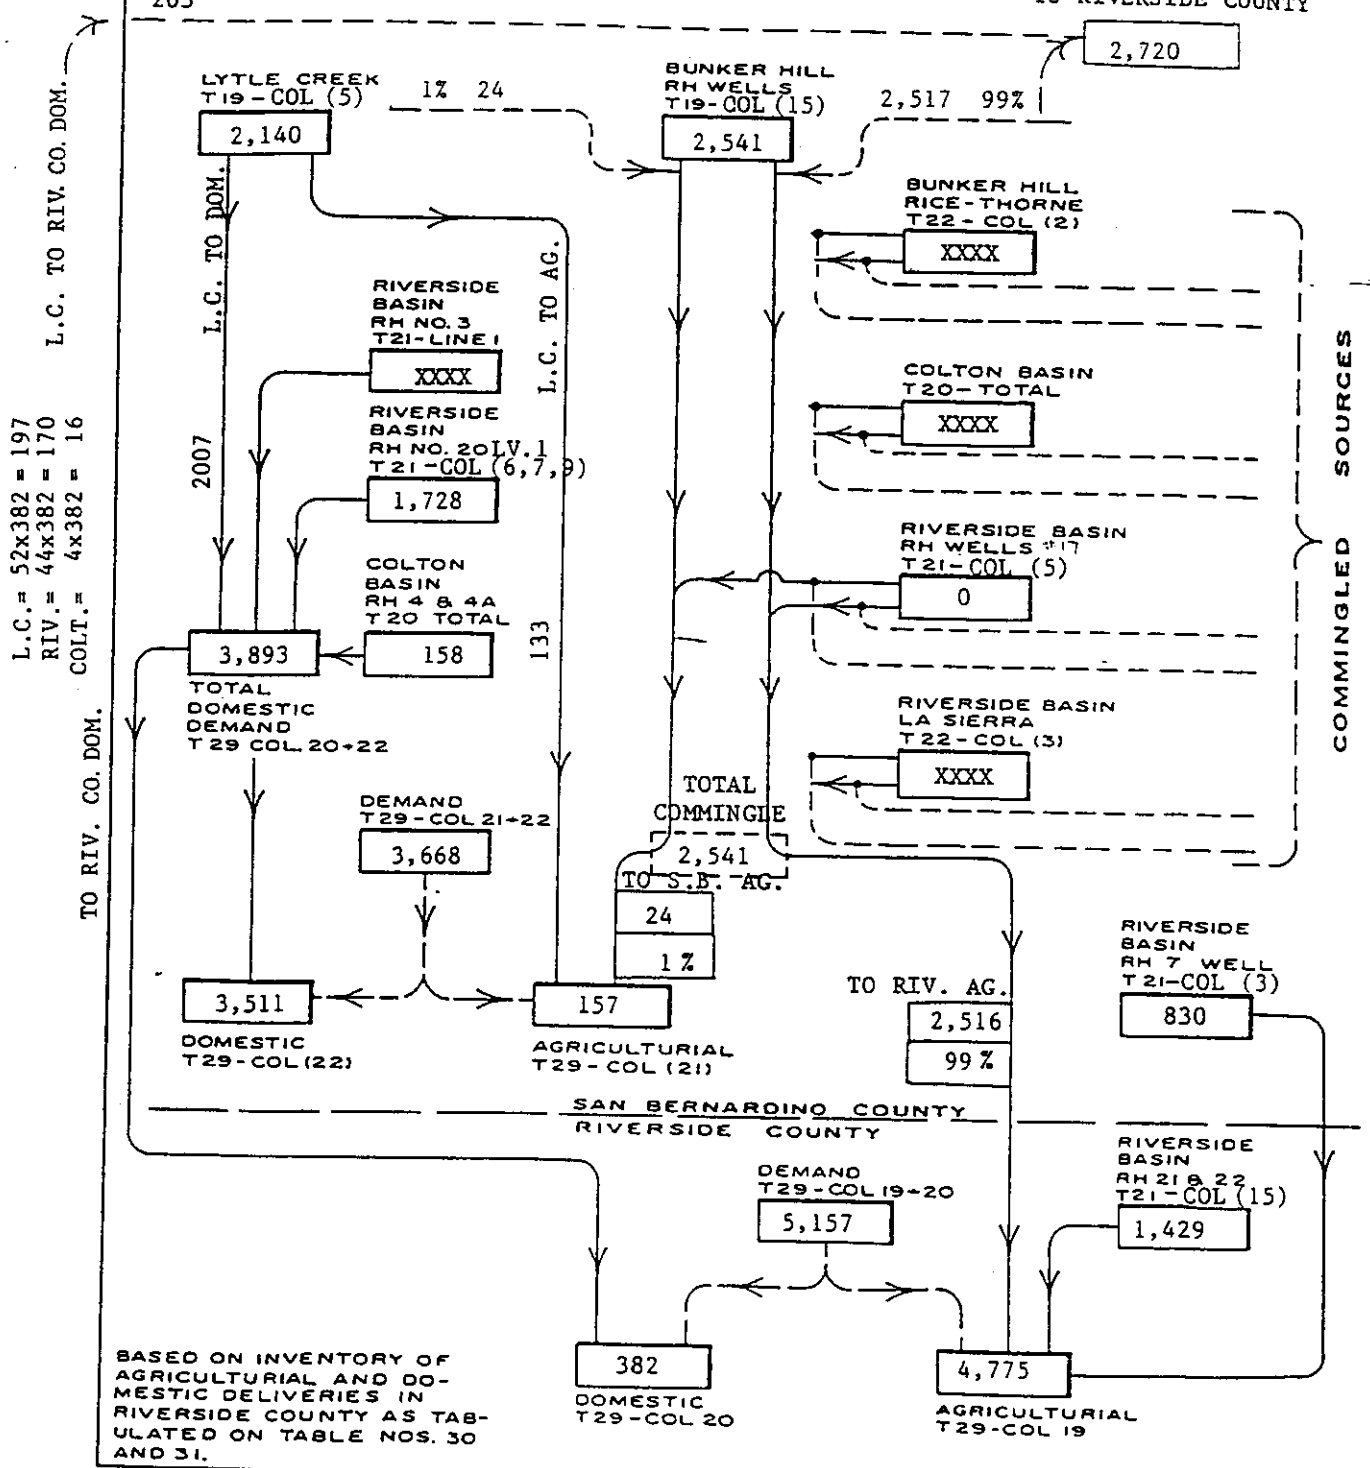 203
TO RIVERSIDE COUNTY
2,720
LYTLE CREEK
T19-COL (5)
2,140
1% 24
BUNKER HILL
RH WELLS
T19-COL (15)
2,541
2,517 99%
BUNKER HILL
RICE-THORNE
T22-COL (2)
XXXX
L.C. TO RIV. CO. DOM.
L.C. TO DOM.
2007
L.C. TO AG.
133
RIVERSIDE
BASIN
RH NO. 3
T21-LINE 1
XXXX
RIVERSIDE
BASIN
RH NO. 20 LV. 1
T21-COL (6,7,9)
1,728
COLTON BASIN
T20-TOTAL
XXXX
COMMINGLED SOURCES
L.C. = 52x382 = 197
RIV. = 44x382 = 170
COLT. = 4x382 = 16
RIVERSIDE BASIN
RH WELLS #17
T21-COL (5)
0
COLTON
BASIN
RH 4 & 4A
T20 TOTAL
158
3,893
TOTAL
DOMESTIC
DEMAND
T29 COL. 20+22
RIVERSIDE BASIN
LA SIERRA
T22-COL (3)
XXXX
TO RIV. CO. DOM.
DEMAND
T29-COL 21+22
3,668
TOTAL
COMMINGLE
2,541
TO S.B. AG.
24
1%
3,511
DOMESTIC
T29-COL (22)
157
AGRICULTURIAL
T29-COL (21)
TO RIV. AG.
2,516
99%
RIVERSIDE
BASIN
RH 7 WELL
T21-COL (3)
830
SAN BERNARDINO COUNTY
RIVERSIDE COUNTY
DEMAND
T29-COL 19+20
5,157
RIVERSIDE
BASIN
RH 21 & 22
T21-COL (15)
1,429
382
DOMESTIC
T29-COL 20
4,775
AGRICULTURIAL
T29-COL 19
BASED ON INVENTORY OF
AGRICULTURIAL AND DO-
MESTIC DELIVERIES IN
RIVERSIDE COUNTY AS TAB-
ULATED ON TABLE NOS. 30
AND 31.